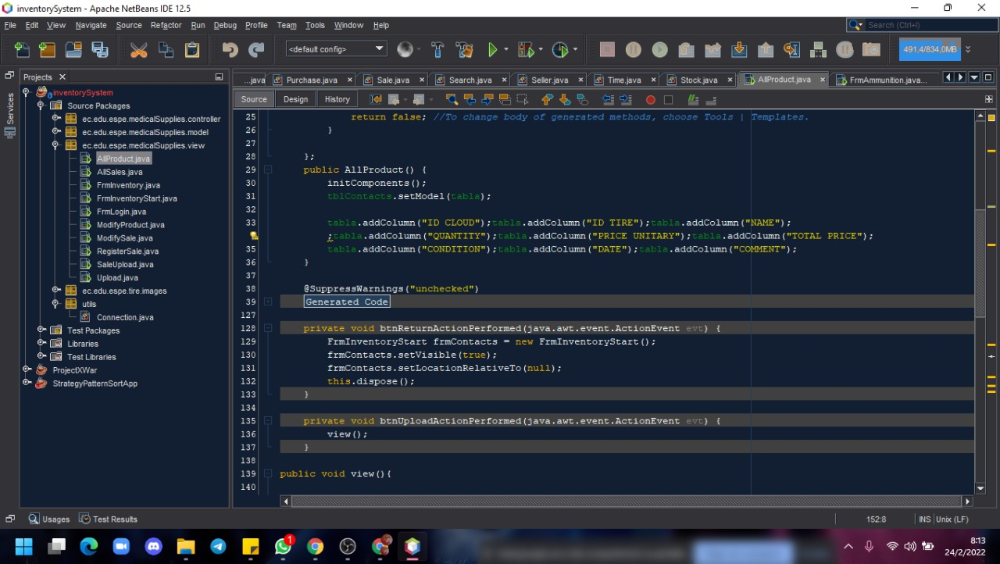 inventorySystem - Apache NetBeans IDE 12.5
File Edit View Navigate Source Refactor Run Debug Profile Team Tools Window Help
Search (Ctrl+I)
<default config>
491,4/834,0MB
Services
Projects
...java Purchase.java Sale.java Search.java Seller.java Time.java Stock.java AllProduct.java FrmAmmunition.java...
Source Design History
inventorySystem
Source Packages
ec.edu.espe.medicalSupplies.controller
ec.edu.espe.medicalSupplies.model
ec.edu.espe.medicalSupplies.view
AllProduct.java
AllSales.java
FrmInventory.java
FrmInventoryStart.java
FrmLogin.java
ModifyProduct.java
ModifySale.java
RegisterSale.java
SaleUpload.java
Upload.java
ec.edu.espe.tire.images
utils
Connection.java
Test Packages
Libraries
Test Libraries
ProjectXWar
StrategyPatternSortApp
25 return false; //To change body of generated methods, choose Tools | Templates.
26 }
27
28 };
29 public AllProduct() {
30 initComponents();
31 tblContacts.setModel(tabla);
32
33 tabla.addColumn("ID CLOUD");tabla.addColumn("ID TIRE");tabla.addColumn("NAME");
;tabla.addColumn("QUANTITY");tabla.addColumn("PRICE UNITARY");tabla.addColumn("TOTAL PRICE");
35 tabla.addColumn("CONDITION");tabla.addColumn("DATE");tabla.addColumn("COMMENT");
36 }
37
38 @SuppressWarnings("unchecked")
39 Generated Code
127
128 private void btnReturnActionPerformed(java.awt.event.ActionEvent evt) {
129 FrmInventoryStart frmContacts = new FrmInventoryStart();
130 frmContacts.setVisible(true);
131 frmContacts.setLocationRelativeTo(null);
132 this.dispose();
133 }
134
135 private void btnUploadActionPerformed(java.awt.event.ActionEvent evt) {
136 view();
137 }
138
139 public void view(){
140
Usages Test Results
152:8 INS Unix (LF)
1
8:13
24/2/2022